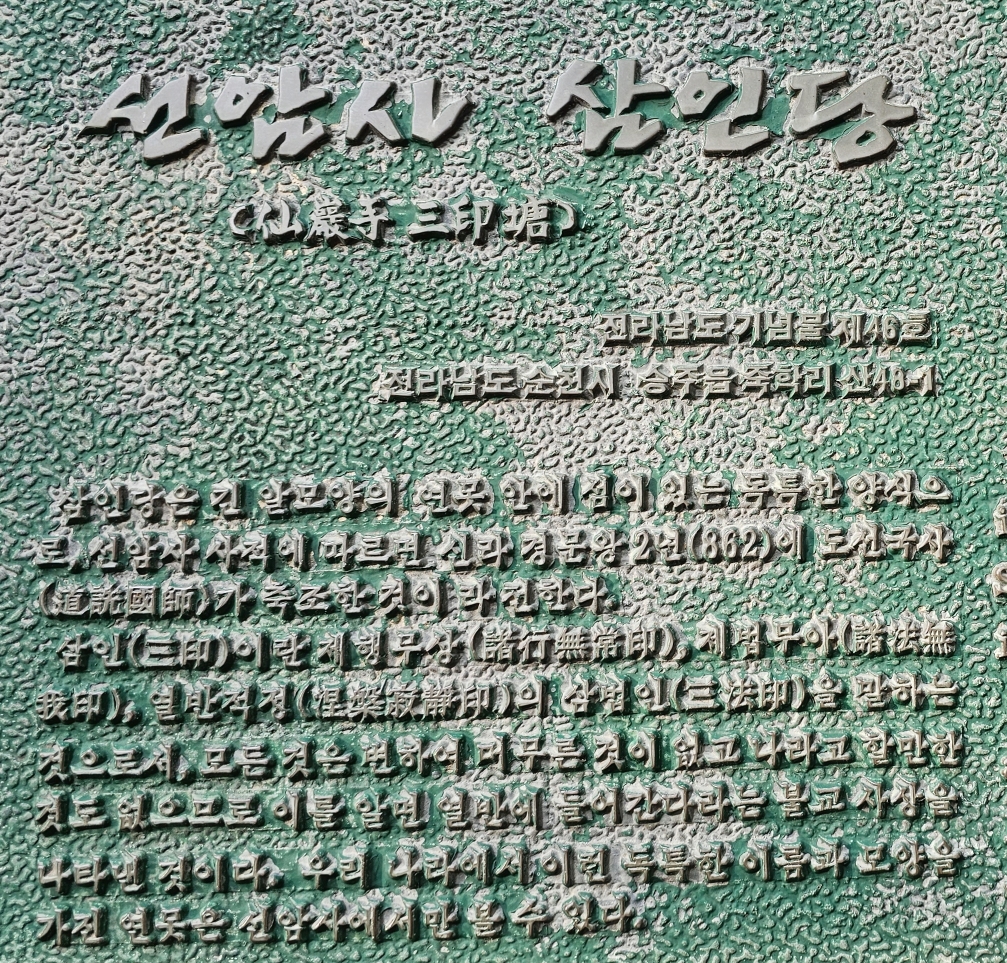 선암사 삼인당
(仙巖寺 三印塘)
전라남도 기념물 제46호
전라남도 순천시 승주읍 죽학리 산48-1
삼인당은 긴 알모양의 연못 안에 섬이 있는 독특한 양식으
로, 선암사 사적에 따르면 신라 경문왕2년(862)에 도선국사
(道詵國師)가 축조한 것이라 전한다.
삼인(三印)이란 제행무상(諸行無常印), 제법무아(諸法無
我印), 열반적정(涅槃寂靜印)의 삼법인(三法印)을 말하는
것으로서, 모든 것은 변하여 머무른 것이 없고 나라고 할만한
것도 없으므로 이를 알면 열반에 들어간다라는 불교 사상을
나타낸 것이다. 우리 나라에서 이런 독특한 이름과 모양을
가진 연못은 선암사에서만 볼 수 있다.